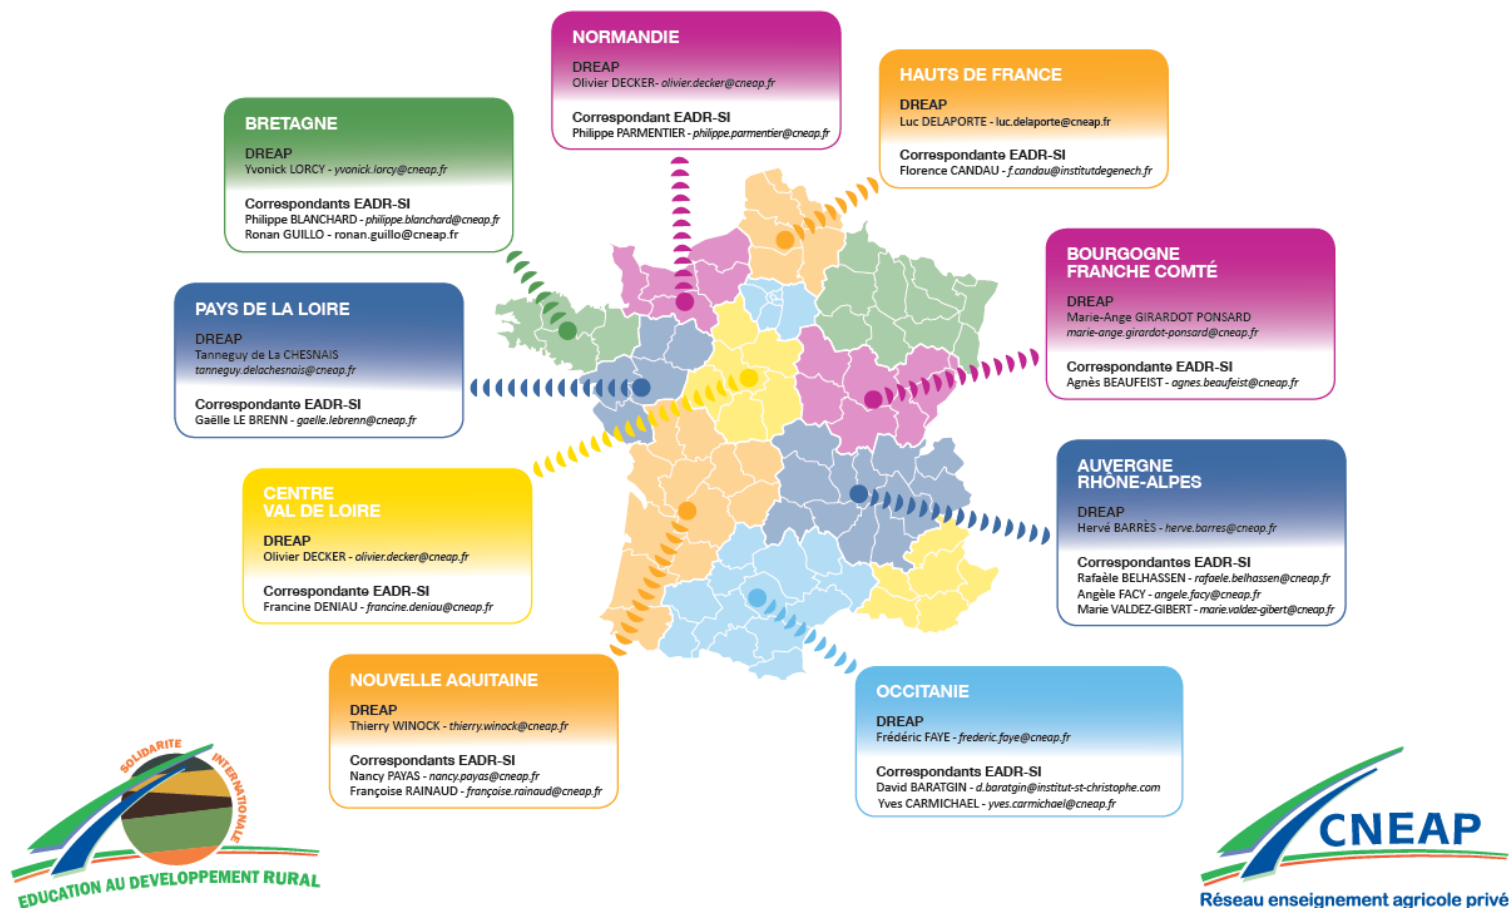 NORMANDIE
DREAP
Olivier DECKER- olivier.decker@cneap.fr
Correspondant EADR-SI
Philippe PARMENTIER - philippe.parmentier@cneap.fr
HAUTS DE FRANCE
DREAP
Luc DELAPORTE - luc.delaporte@cneap.fr
Correspondante EADR-SI
Florence CANDAU - f.candau@institutdegenech.fr
BRETAGNE
DREAP
Yvonick LORCY - yvonick.lorcy@cneap.fr
Correspondants EADR-SI
Philippe BLANCHARD - philippe.blanchard@cneap.fr
Ronan GUILLO - ronan.guillo@cneap.fr
BOURGOGNE
FRANCHE COMTÉ
DREAP
Marie-Ange GIRARDOT PONSARD
marie-ange.girardot-ponsard@cneap.fr
Correspondante EADR-SI
Agnès BEAUFEIST - agnes.beaufeist@cneap.fr
PAYS DE LA LOIRE
DREAP
Tanneguy de La CHESNAIS
tanneguy.delachesnais@cneap.fr
Correspondante EADR-SI
Gaëlle LE BRENN - gaelle.lebrenn@cneap.fr
CENTRE
VAL DE LOIRE
DREAP
Olivier DECKER - olivier.decker@cneap.fr
Correspondante EADR-SI
Francine DENIAU - francine.deniau@cneap.fr
AUVERGNE
RHÔNE-ALPES
DREAP
Hervé BARRÈS - herve.barres@cneap.fr
Correspondantes EADR-SI
Rafaèle BELHASSEN - rafaele.belhassen@cneap.fr
Angèle FACY - angele.facy@cneap.fr
Marie VALDEZ-GIBERT - marie.valdez-gibert@cneap.fr
NOUVELLE AQUITAINE
DREAP
Thierry WINOCK - thierry.winock@cneap.fr
Correspondants EADR-SI
Nancy PAYAS - nancy.payas@cneap.fr
Françoise RAINAUD - françoise.rainaud@cneap.fr
OCCITANIE
DREAP
Frédéric FAYE - frederic.faye@cneap.fr
Correspondants EADR-SI
David BARATGIN - d.baratgin@institut-st-christophe.com
Yves CARMICHAEL - yves.carmichael@cneap.fr
SOLIDARITE INTERNATIONALE
EDUCATION AU DEVELOPPEMENT RURAL
CNEAP
Réseau enseignement agricole privé